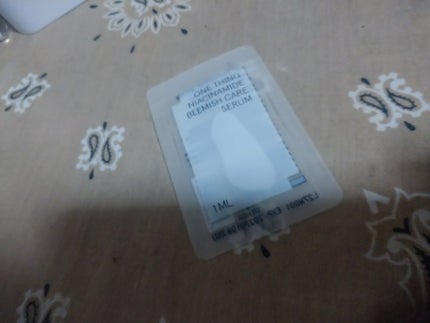 ONE THING
NIACINAMIDE
BLEMISH CARE
SERUM
1ML